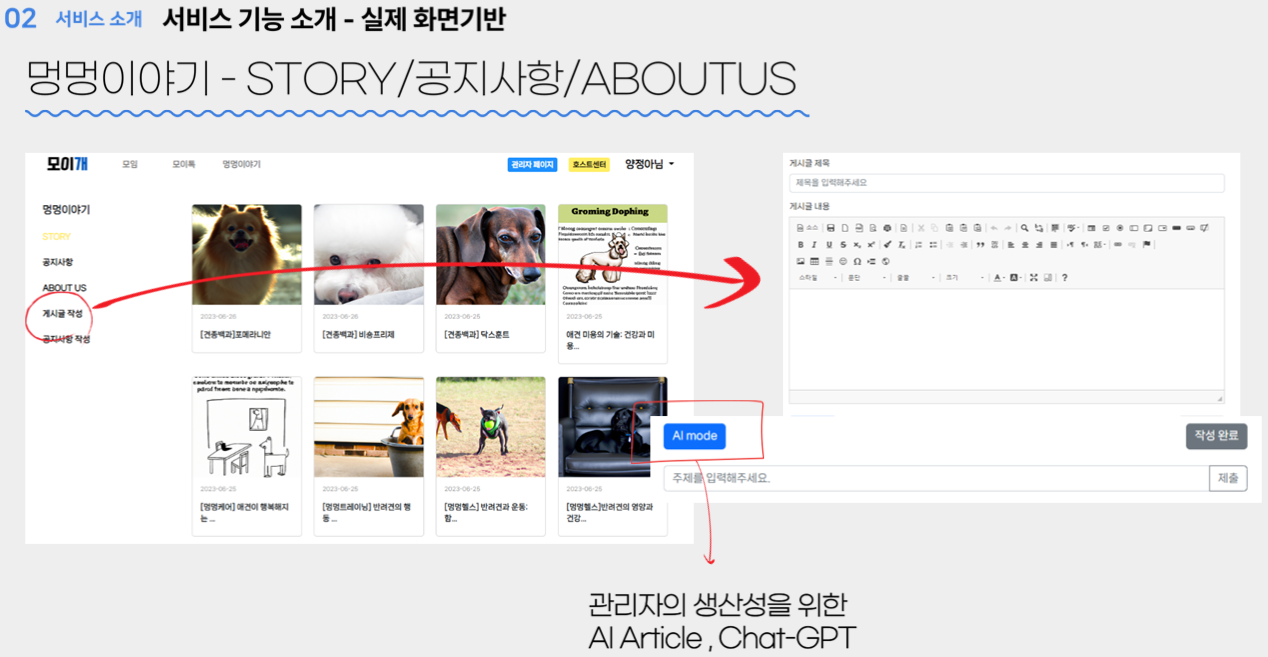 02 서비스 소개 서비스 기능 소개 - 실제 화면기반
멍멍이야기 - STORY/공지사항/ABOUTUS
모이개 모임 모이톡 멍멍이야기 관리자 페이지 호스트센터 양정아님
멍멍이야기
STORY
공지사항
ABOUT US
게시글 작성
공지사항 작성
Groming Dophing
2023-06-26
[견종백과]포메라니안
2023-06-26
[견종백과] 비숑프리제
2023-06-25
[견종백과] 닥스훈트
2023-06-25
애견 미용의 기술: 건강과 미
용...
2023-06-25
[멍멍케어] 애견이 행복해지
는 ...
2023-06-25
[멍멍트레이닝] 반려견의 행
동 ...
2023-06-25
[멍멍헬스] 반려견과 운동:
함...
2023-06-25
[멍멍헬스]반려견의 영양과
건강...
게시글 제목
제목을 입력해주세요
게시글 내용
스타일 문단 글꼴 크기
AI mode 작성 완료
주제를 입력해주세요. 제출
관리자의 생산성을 위한
AI Article , Chat-GPT